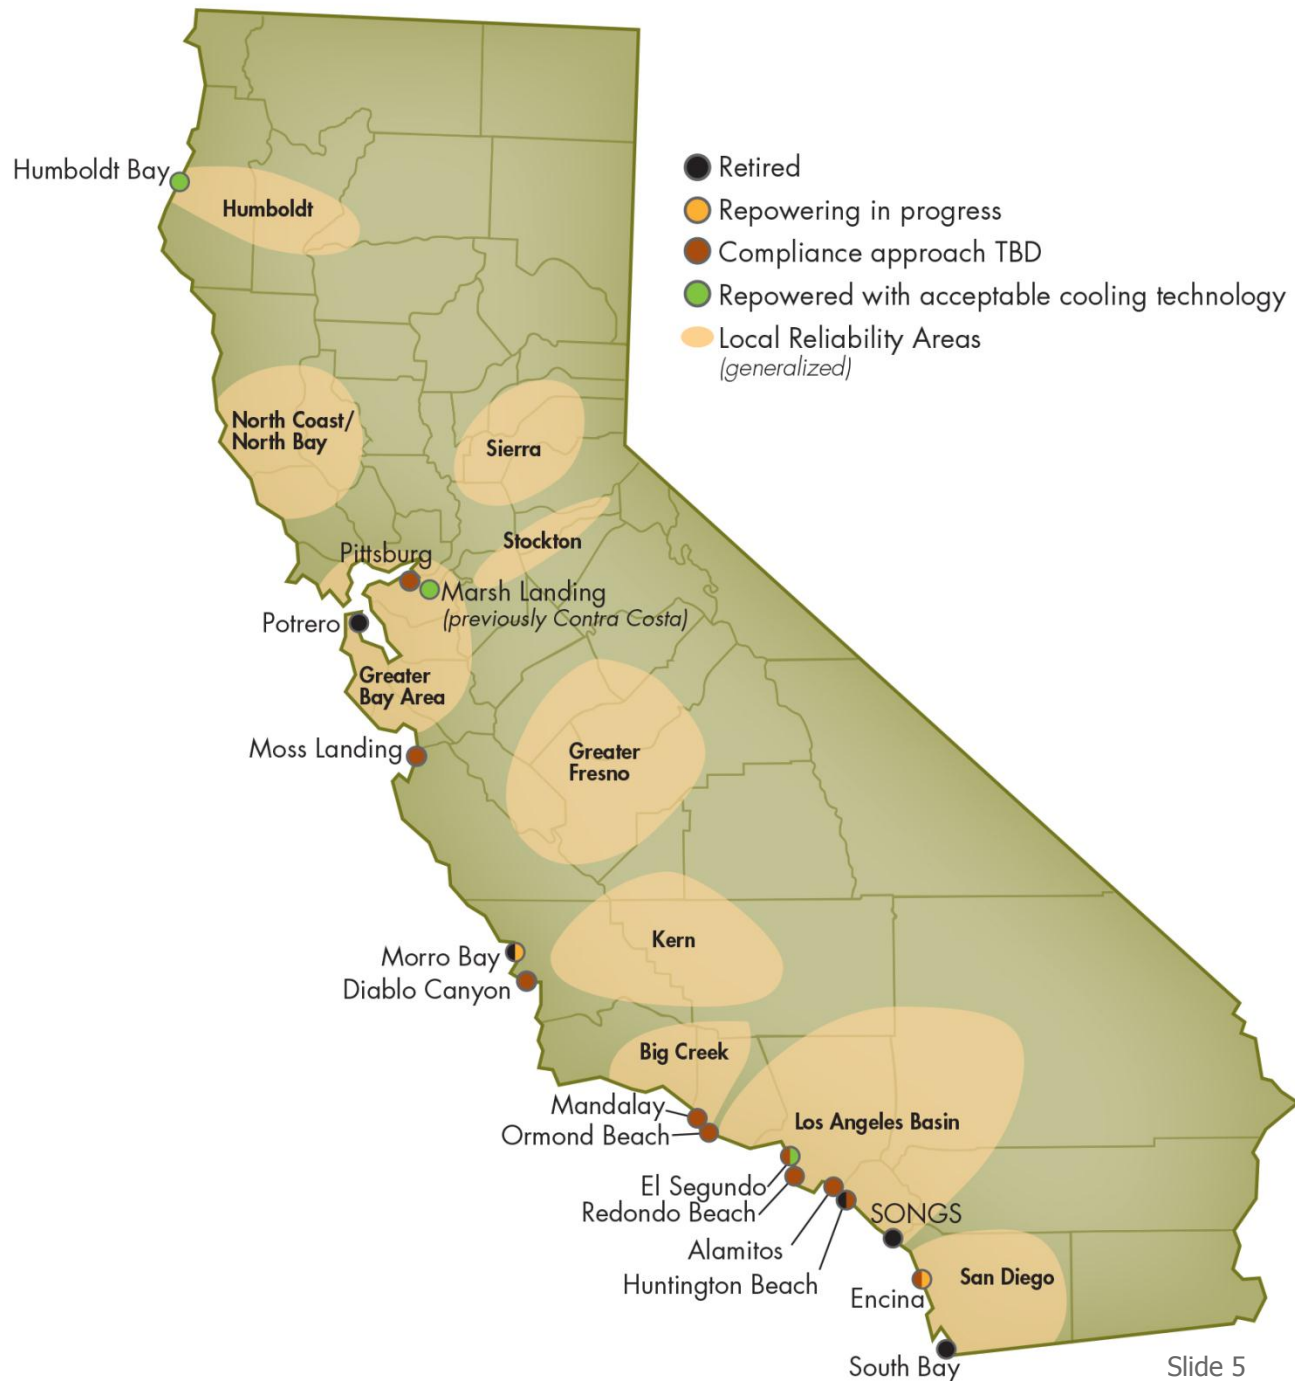 Humboldt Bay
Humboldt
Retired
Repowering in progress
Compliance approach TBD
Repowered with acceptable cooling technology
Local Reliability Areas
(generalized)
North Coast/
North Bay
Sierra
Stockton
Pittsburg
Marsh Landing
(previously Contra Costa)
Potrero
Greater
Bay Area
Moss Landing
Greater
Fresno
Kern
Morro Bay
Diablo Canyon
Big Creek
Mandalay
Ormond Beach
Los Angeles Basin
El Segundo
Redondo Beach
Alamitos
Huntington Beach
SONGS
Encina
San Diego
South Bay
Slide 5